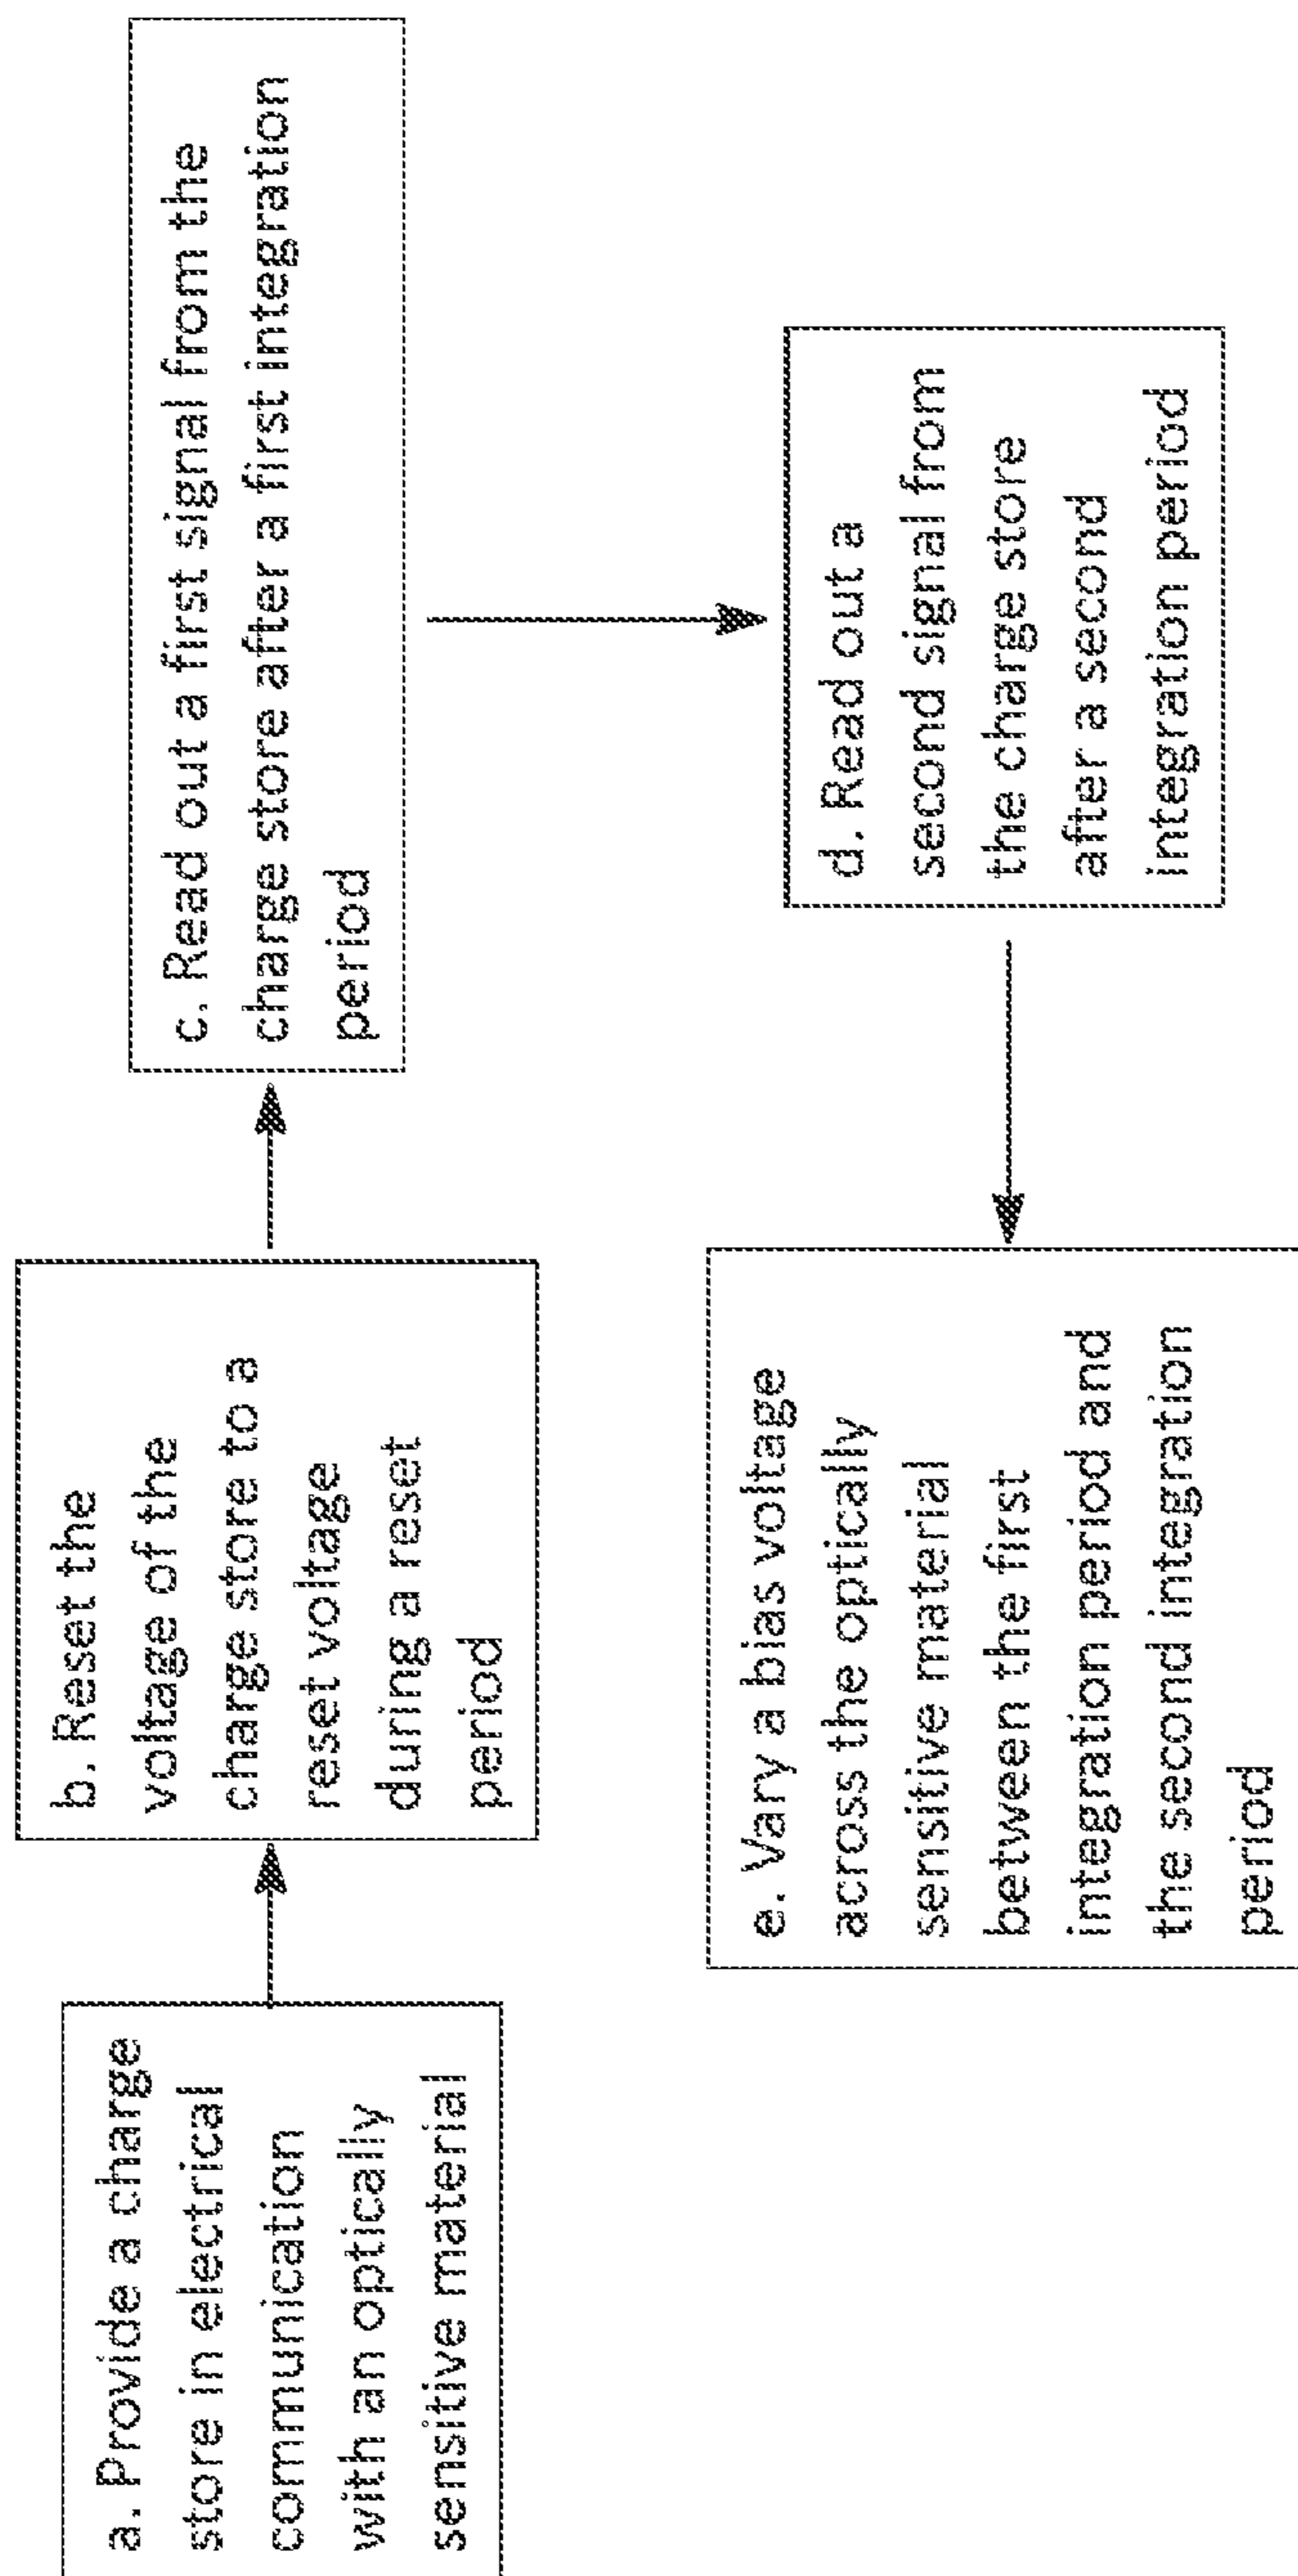 a. Provide a charge
store in electrical
communication
with an optically
sensitive material
b. Reset the
voltage of the
charge store to a
reset voltage
during a reset
period
c. Read out a first signal from the
charge store after a first integration
period
d. Read out a
second signal from
the charge store
after a second
integration period
e. Vary a bias voltage
across the optically
sensitive material
between the first
integration period and
the second integration
period